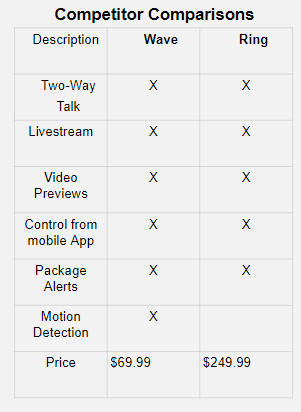 Competitor Comparisons
Description Wave Ring
Two-Way X X
Talk
Livestream X X
Video X X
Previews
Control from X X
mobile App
Package X X
Alerts
Motion X
Detection
Price $69.99 $249.99